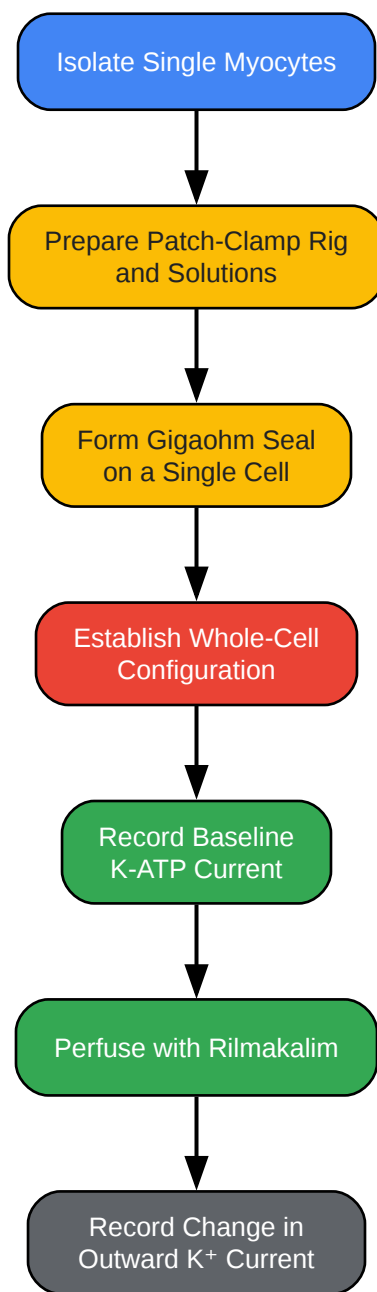 Isolate Single Myocytes
Prepare Patch-Clamp Rig
and Solutions
Form Gigaohm Seal
on a Single Cell
Establish Whole-Cell
Configuration
Record Baseline
K-ATP Current
Perfuse with Rilmakalim
Record Change in
Outward K⁺ Current